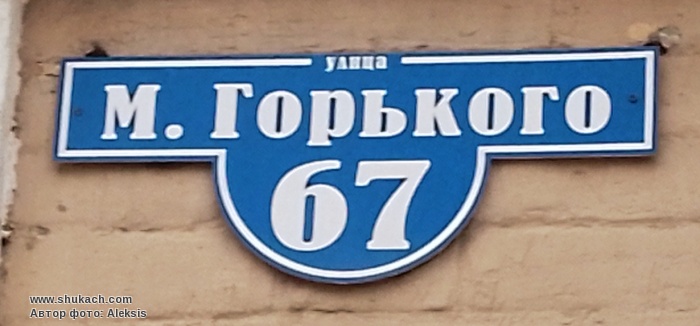 улица
М. Горького
67
www.shukach.com
Автор фото: Aleksis